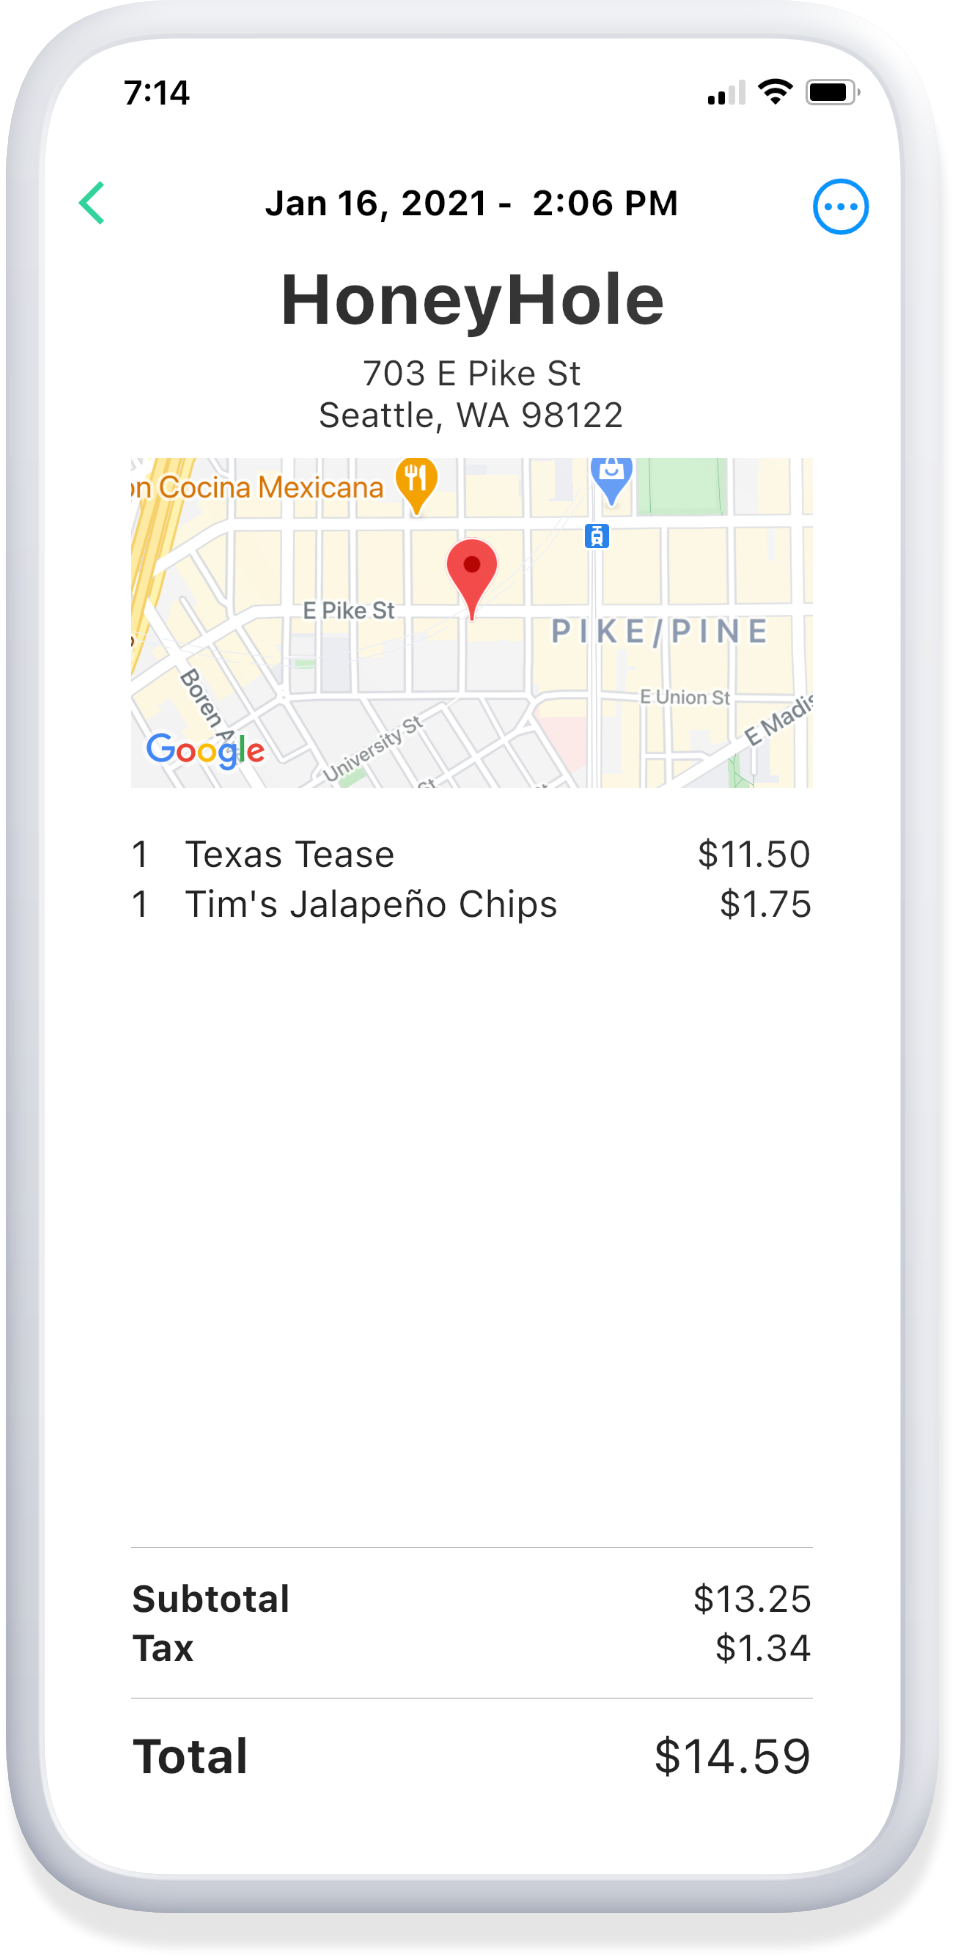 7:14
Jan 16, 2021 - 2:06 PM
HoneyHole
703 E Pike St
Seattle, WA 98122
on Cocina Mexicana
E Pike St
PIKE/PINE
Boren A
E Union St
E Madis
University St
St
Google
1 Texas Tease $11.50
1 Tim's Jalapeño Chips $1.75
Subtotal $13.25
Tax $1.34
Total $14.59